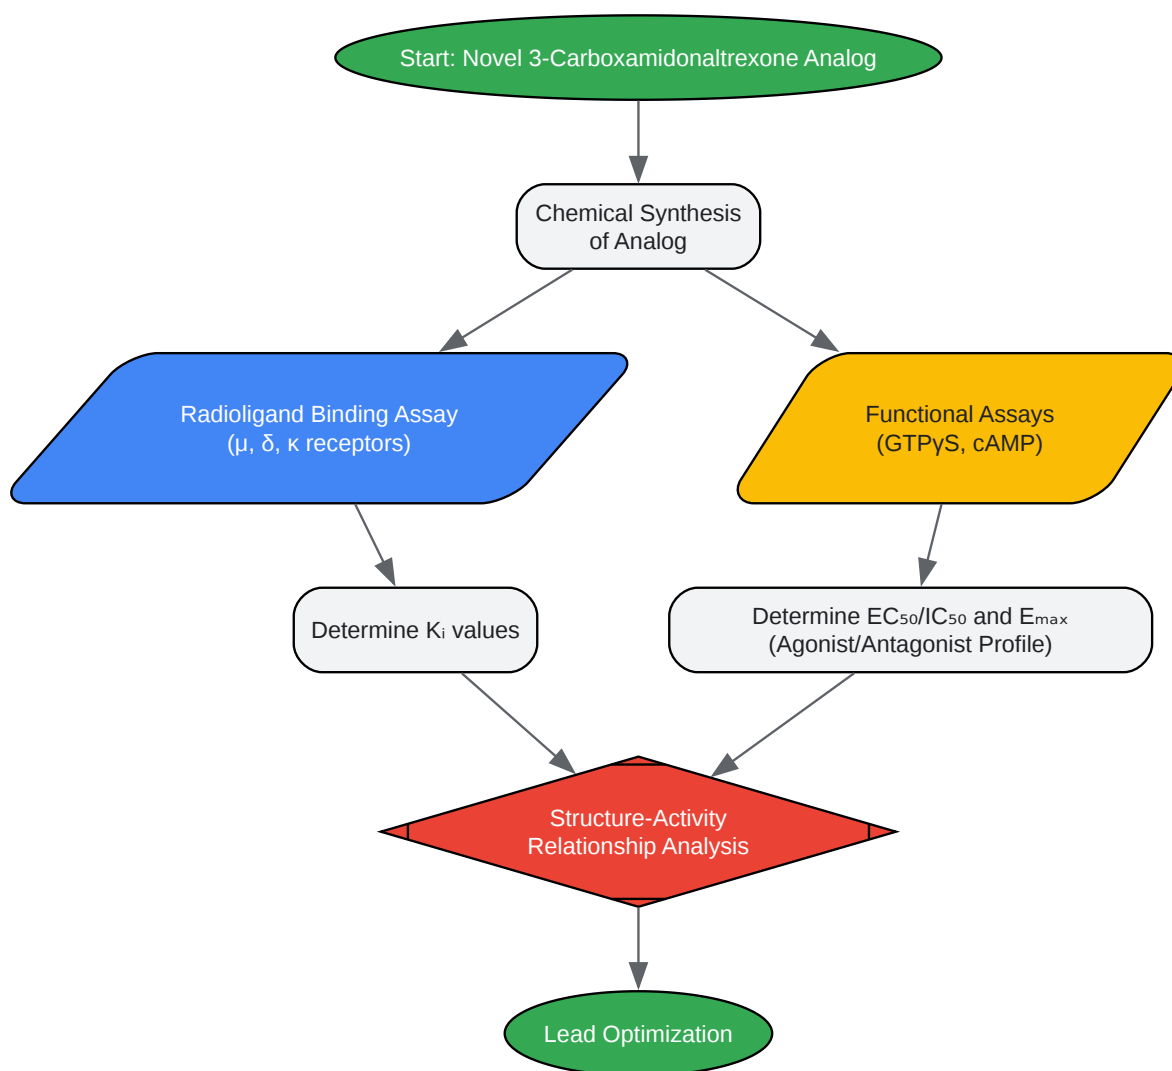 Start: Novel 3-Carboxamidonaltrexone Analog
Chemical Synthesis
of Analog
Radioligand Binding Assay
(μ, δ, κ receptors)
Functional Assays
(GTPγS, cAMP)
Determine Kᵢ values
Determine EC₅₀/IC₅₀ and Eₘₐₓ
(Agonist/Antagonist Profile)
Structure-Activity
Relationship Analysis
Lead Optimization